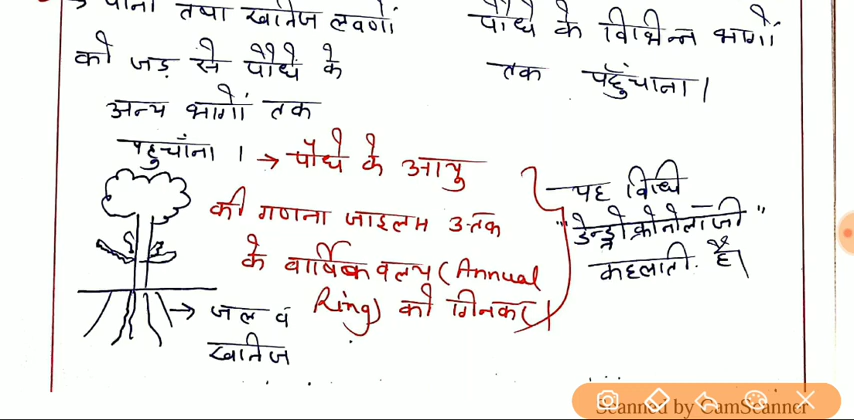 पानी तथा खनिज लवणों
को जड़ से पौधे के
अन्य भागों तक
पहुचाँना ।
पौधे के विभिन्न भागों
तक पहुँचाना।
→ पौधे के आयु
की गणना जाइलम उतक
के वार्षिक वलय (Annual
Ring) को गिनकर
यह विधि
"डेन्ड्रोक्रोनोलॉजी"
कहलाती है।
→ जल व
खनिज
Scanned by CamScanner